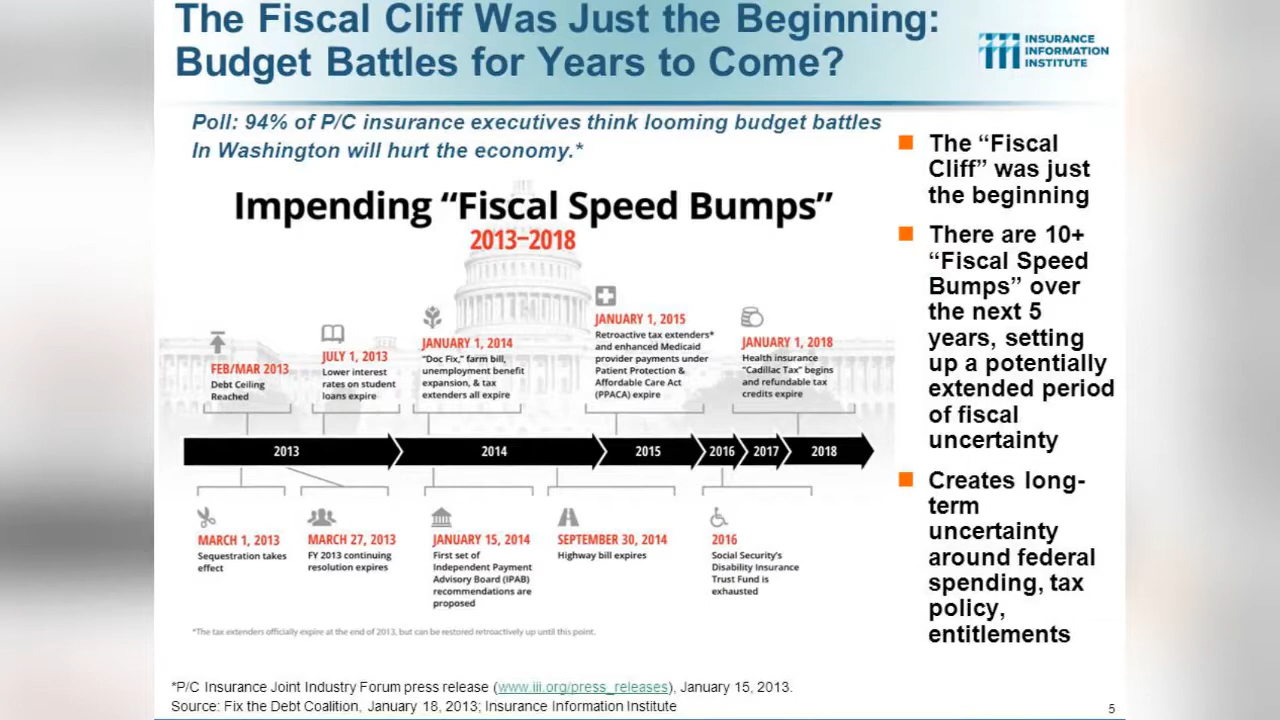 The Fiscal Cliff Was Just the Beginning:
Budget Battles for Years to Come?
INSURANCE
INFORMATION
INSTITUTE
Poll: 94% of P/C insurance executives think looming budget battles
In Washington will hurt the economy.*
Impending “Fiscal Speed Bumps”
2013–2018
FEB/MAR 2013
Debt Ceiling
Reached
JULY 1, 2013
Lower interest
rates on student
loans expire
JANUARY 1, 2014
“Doc Fix,” farm bill,
unemployment benefit
expansion, & tax
extenders all expire
JANUARY 1, 2015
Retroactive tax extenders*
and enhanced Medicaid
provider payments under
Patient Protection &
Affordable Care Act
(PPACA) expire
JANUARY 1, 2018
Health insurance
“Cadillac Tax” begins
and refundable tax
credits expire
2013
2014
2015
2016
2017
2018
MARCH 1, 2013
Sequestration takes
effect
MARCH 27, 2013
FY 2013 continuing
resolution expires
JANUARY 15, 2014
First set of
Independent Payment
Advisory Board (IPAB)
recommendations are
proposed
SEPTEMBER 30, 2014
Highway bill expires
2016
Social Security’s
Disability Insurance
Trust Fund is
exhausted
*The tax extenders officially expire at the end of 2013, but can be restored retroactively up until this point.
The “Fiscal
Cliff” was just
the beginning
There are 10+
“Fiscal Speed
Bumps” over
the next 5
years, setting
up a potentially
extended period
of fiscal
uncertainty
Creates long-
term
uncertainty
around federal
spending, tax
policy,
entitlements
*P/C Insurance Joint Industry Forum press release (www.iii.org/press_releases), January 15, 2013.
Source: Fix the Debt Coalition, January 18, 2013; Insurance Information Institute
5